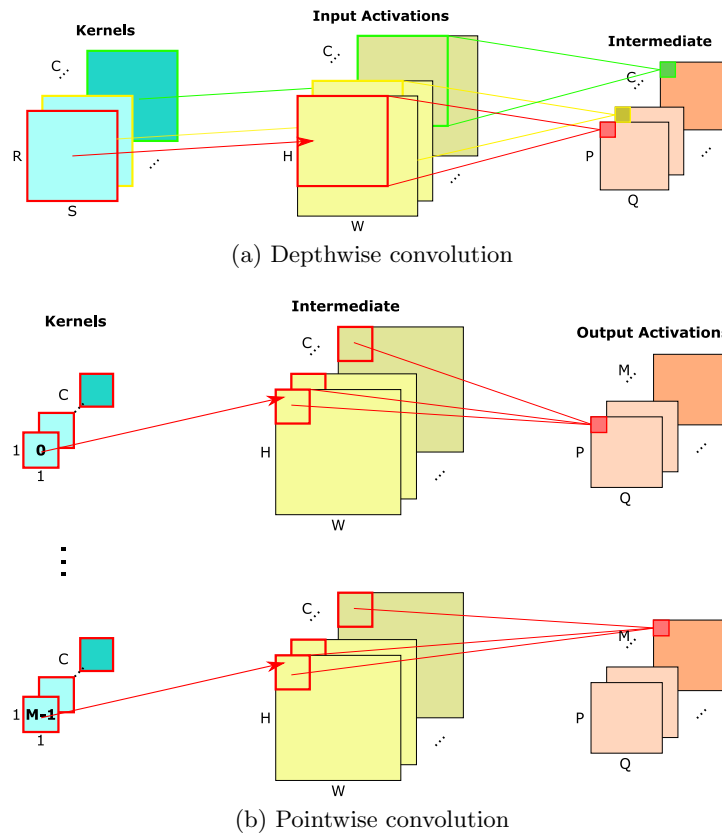 Kernels
Input Activations
Intermediate
C...
C...
C...
R
H
P
...
...
...
S
W
Q
(a) Depthwise convolution
Kernels
Intermediate
Output Activations
C
C...
M...
1
0
H
P
1
W
Q
...
...
...
C
C...
M...
1
M-1
H
P
1
W
Q
...
...
(b) Pointwise convolution